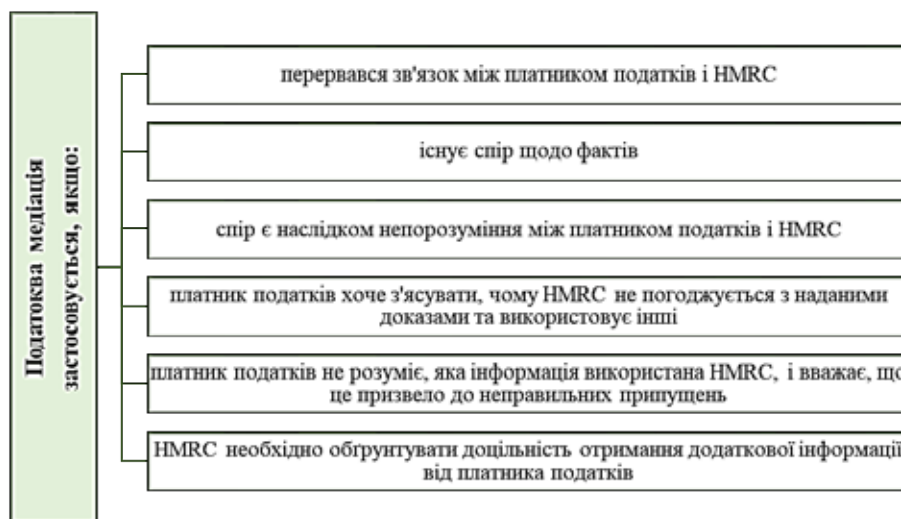 Податоква медіація
застосовується, якщо:
перервався зв'язок між платником податків і HMRC
існує спір щодо фактів
спір є наслідком непорозуміння між платником податків і HMRC
платник податків хоче з'ясувати, чому HMRC не погоджується з наданими
доказами та використовує інші
платник податків не розуміє, яка інформація використана HMRC, і вважає, що
це призвело до неправильних припущень
HMRC необхідно обґрунтувати доцільність отримання додаткової інформації
від платника податків